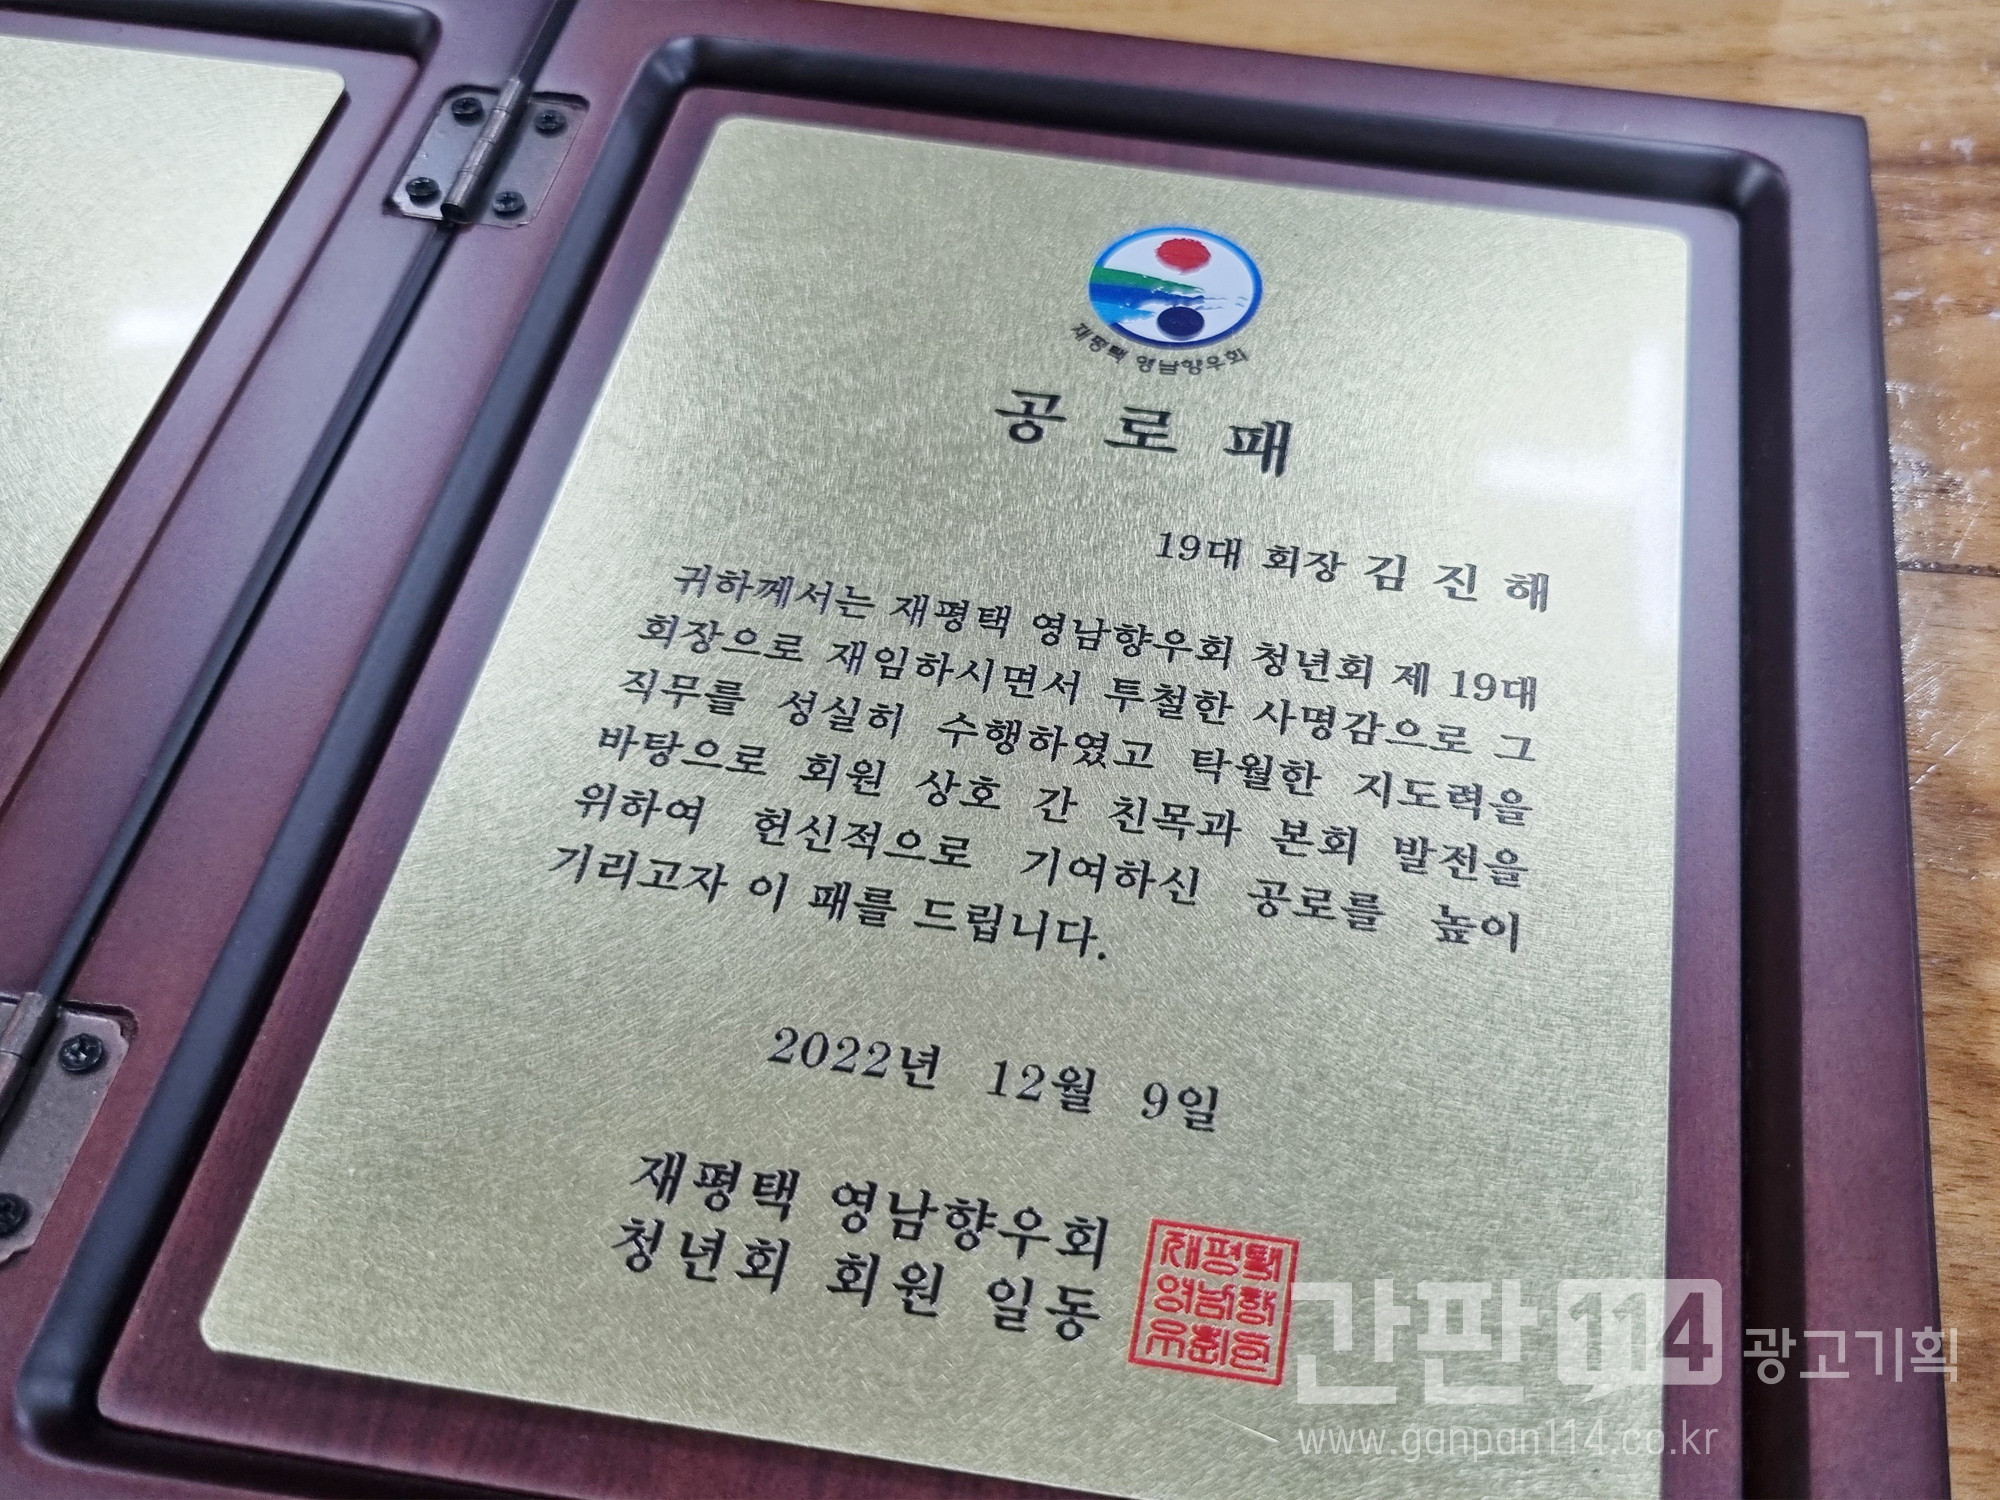 재평택 영남향우회
공로패
19대 회장 김진해
귀하께서는 재평택 영남향우회 청년회 제 19대
회장으로 재임하시면서 투철한 사명감으로 그
직무를 성실히 수행하였고 탁월한 지도력을
바탕으로 회원 상호 간 친목과 본회 발전을
위하여 헌신적으로 기여하신 공로를 높이
기리고자 이 패를 드립니다.
2022년 12월 9일
재평택 영남향우회
청년회 회원 일동
재평택
영남향
간판 114 광고기획
www.ganpan114.co.kr